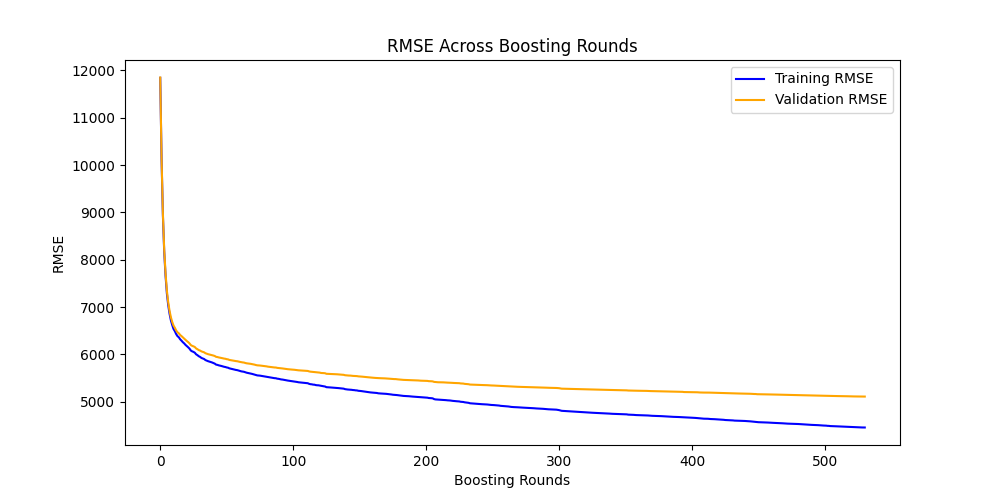 RMSE Across Boosting Rounds
Training RMSE
Validation RMSE
12000
11000
10000
9000
8000
7000
6000
5000
RMSE
0 100 200 300 400 500
Boosting Rounds